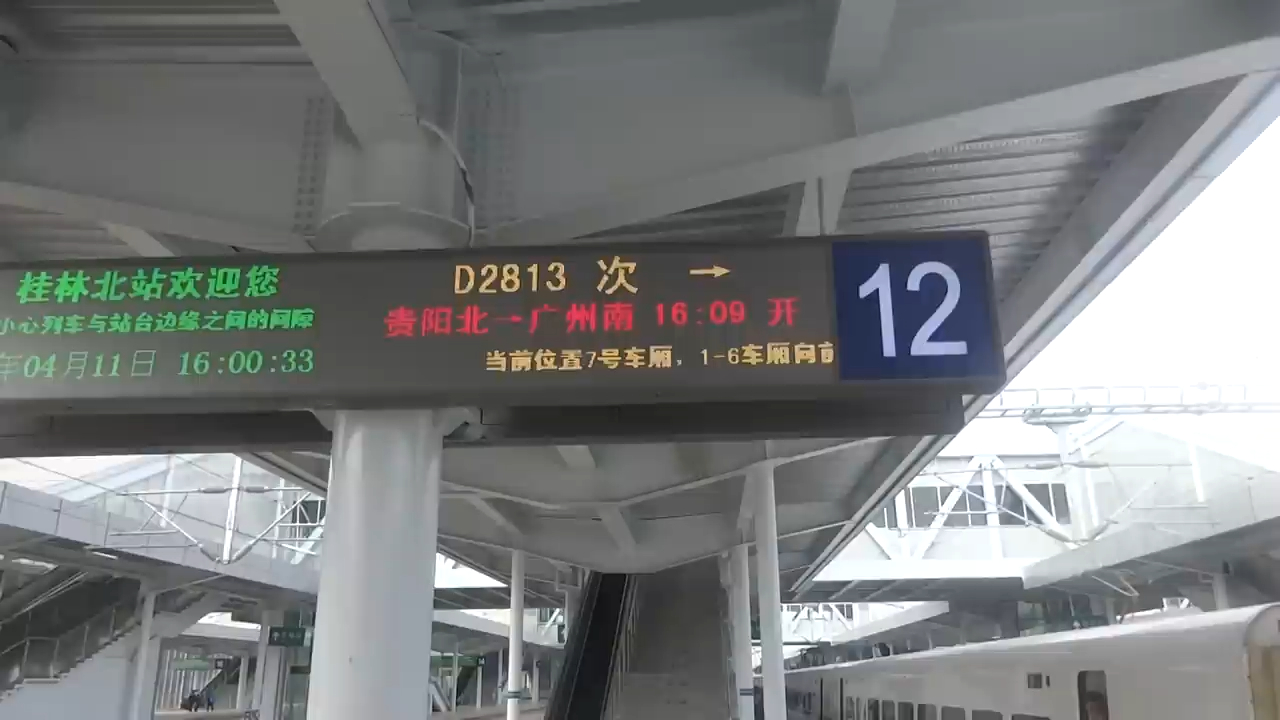 桂林北站欢迎您
小心列车与站台边缘之间的间隙
年04月11日 16:00:33
D2813 次 →
贵阳北→广州南 16:09 开
当前位置7号车厢，1-6车厢向前
12